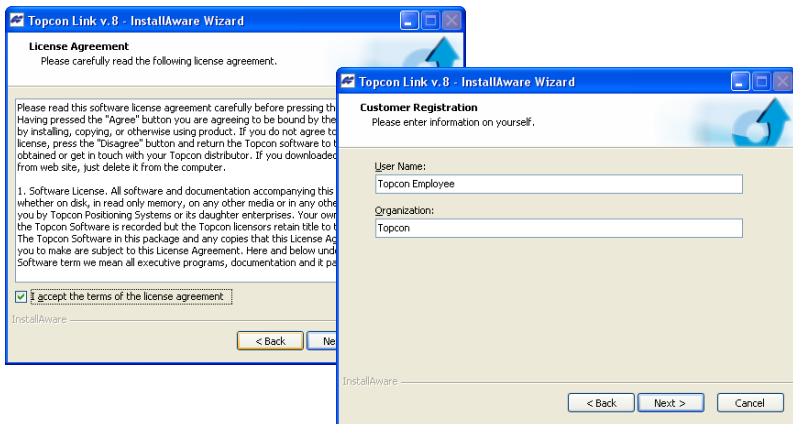 Topcon Link v. 8 - InstallAware Wizard
License Agreement
Please carefully read the following license agreement.
Please read this software license agreement carefully before pressing th
Having pressed the "Agree" button you are agreeing to be bound by the
by installing, copying, or otherwise using product. If you do not agree to
license, press "Disagree" button and return the Topcon software to t
obtained or get in touch with your Topcon distributor. If you downloaded
from web site, just delete it from the computer.
1. Software License. All software and documentation accompanying this
whether on disk, in read only memory, on any other media or in any othe
you by Topcon Positioning Systems or its daughter enterprises. Your own
the Topcon Software is recorded but the Topcon licensors retain title to t
The Topcon Software in this package and any copies that this License Ag
you to make are subject to this License Agreement. Here and below unde
Software term we mean all executive programs, documentation and it pa
I accept the terms of the license agreement
InstallAware
< Back
Ne
Topcon Link v. 8 - InstallAware Wizard
Customer Registration
Please enter information on yourself.
User Name:
Topcon Employee
Organization:
Topcon
InstallAware
< Back
Next >
Cancel